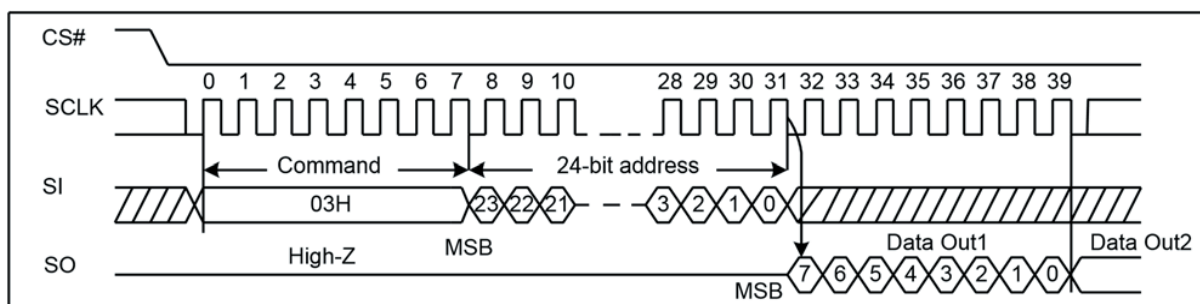 CS#
0 1 2 3 4 5 6 7 8 9 10 28 29 30 31 32 33 34 35 36 37 38 39
SCLK
Command 24-bit address
SI
03H 23 22 21 3 2 1 0
High-Z MSB Data Out1 Data Out2
SO
MSB 7 6 5 4 3 2 1 0